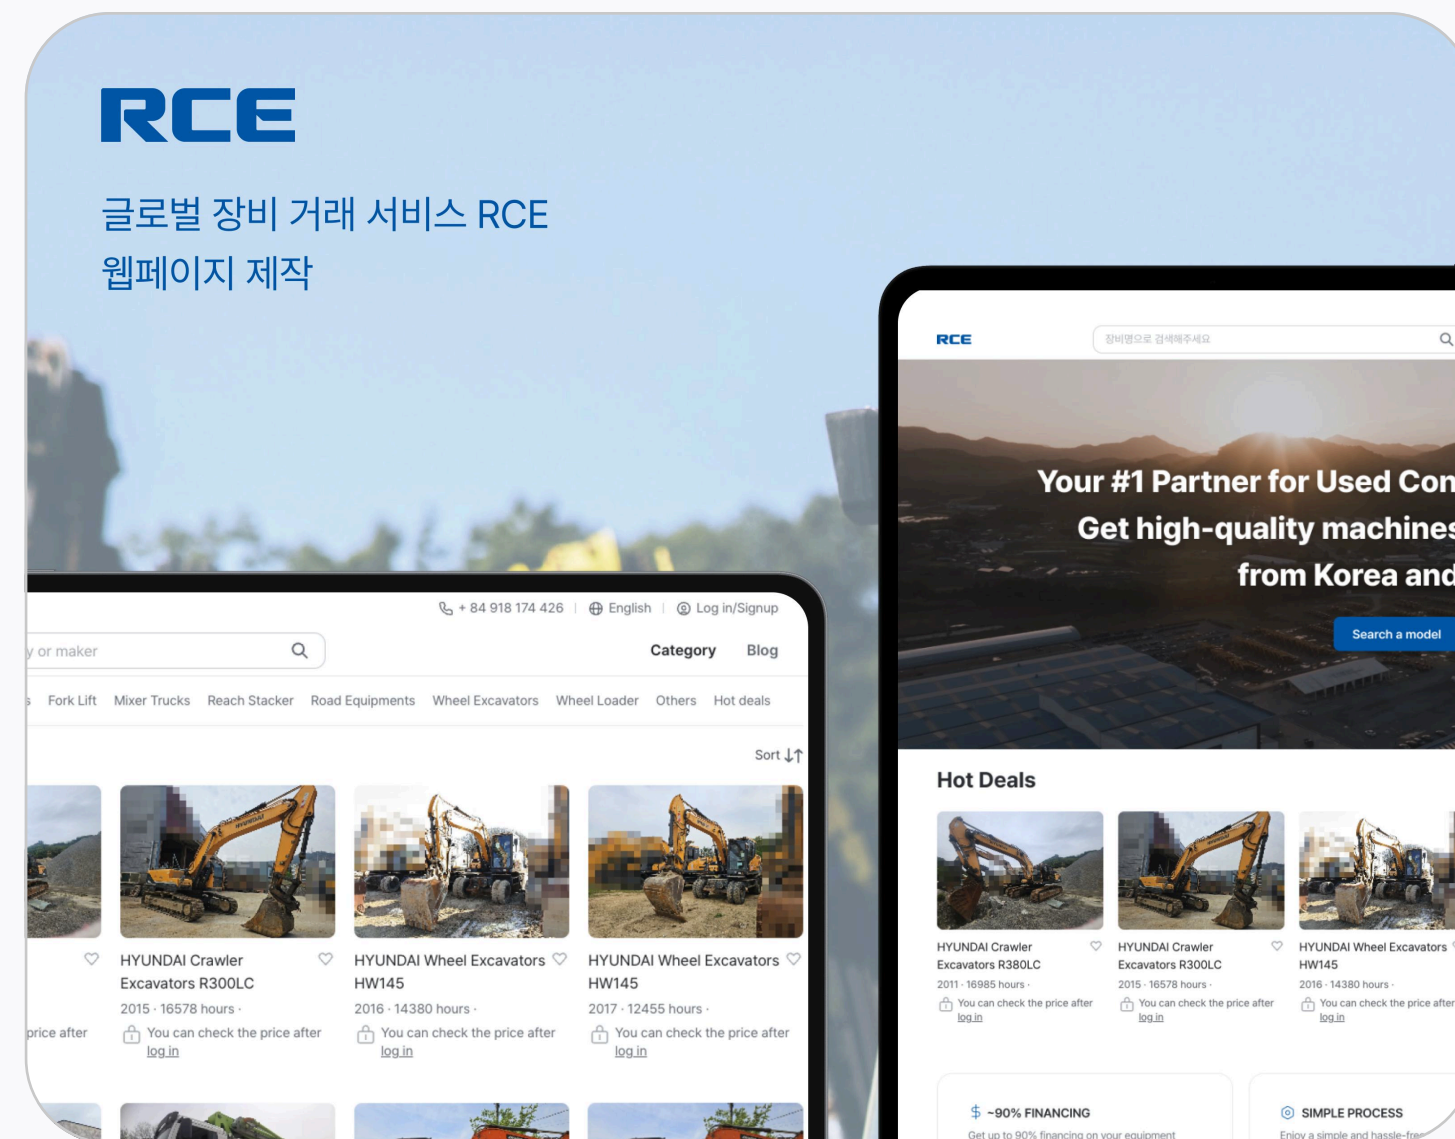 RCE
글로벌 장비 거래 서비스 RCE
웹페이지 제작
+ 84 918 174 426
English
Log in/Signup
y or maker
Category
Blog
s Fork Lift Mixer Trucks Reach Stacker Road Equipments Wheel Excavators Wheel Loader Others Hot deals
Sort
price after
HYUNDAI Crawler
Excavators R300LC
2015 · 16578 hours ·
You can check the price after
log in
HYUNDAI Wheel Excavators
HW145
2016 · 14380 hours ·
You can check the price after
log in
HYUNDAI Wheel Excavators
HW145
2017 · 12455 hours ·
You can check the price after
log in
RCE
장비명으로 검색해주세요
Your #1 Partner for Used Con
Get high-quality machines
from Korea and
Search a model
Hot Deals
HYUNDAI Crawler
Excavators R380LC
2011 · 16985 hours ·
You can check the price after
log in
HYUNDAI Crawler
Excavators R300LC
2015 · 16578 hours ·
You can check the price after
log in
HYUNDAI Wheel Excavators
HW145
2016 · 14380 hours ·
You can check the price after
log in
~90% FINANCING
Get up to 90% financing on your equipment
SIMPLE PROCESS
Enjoy a simple and hassle-free